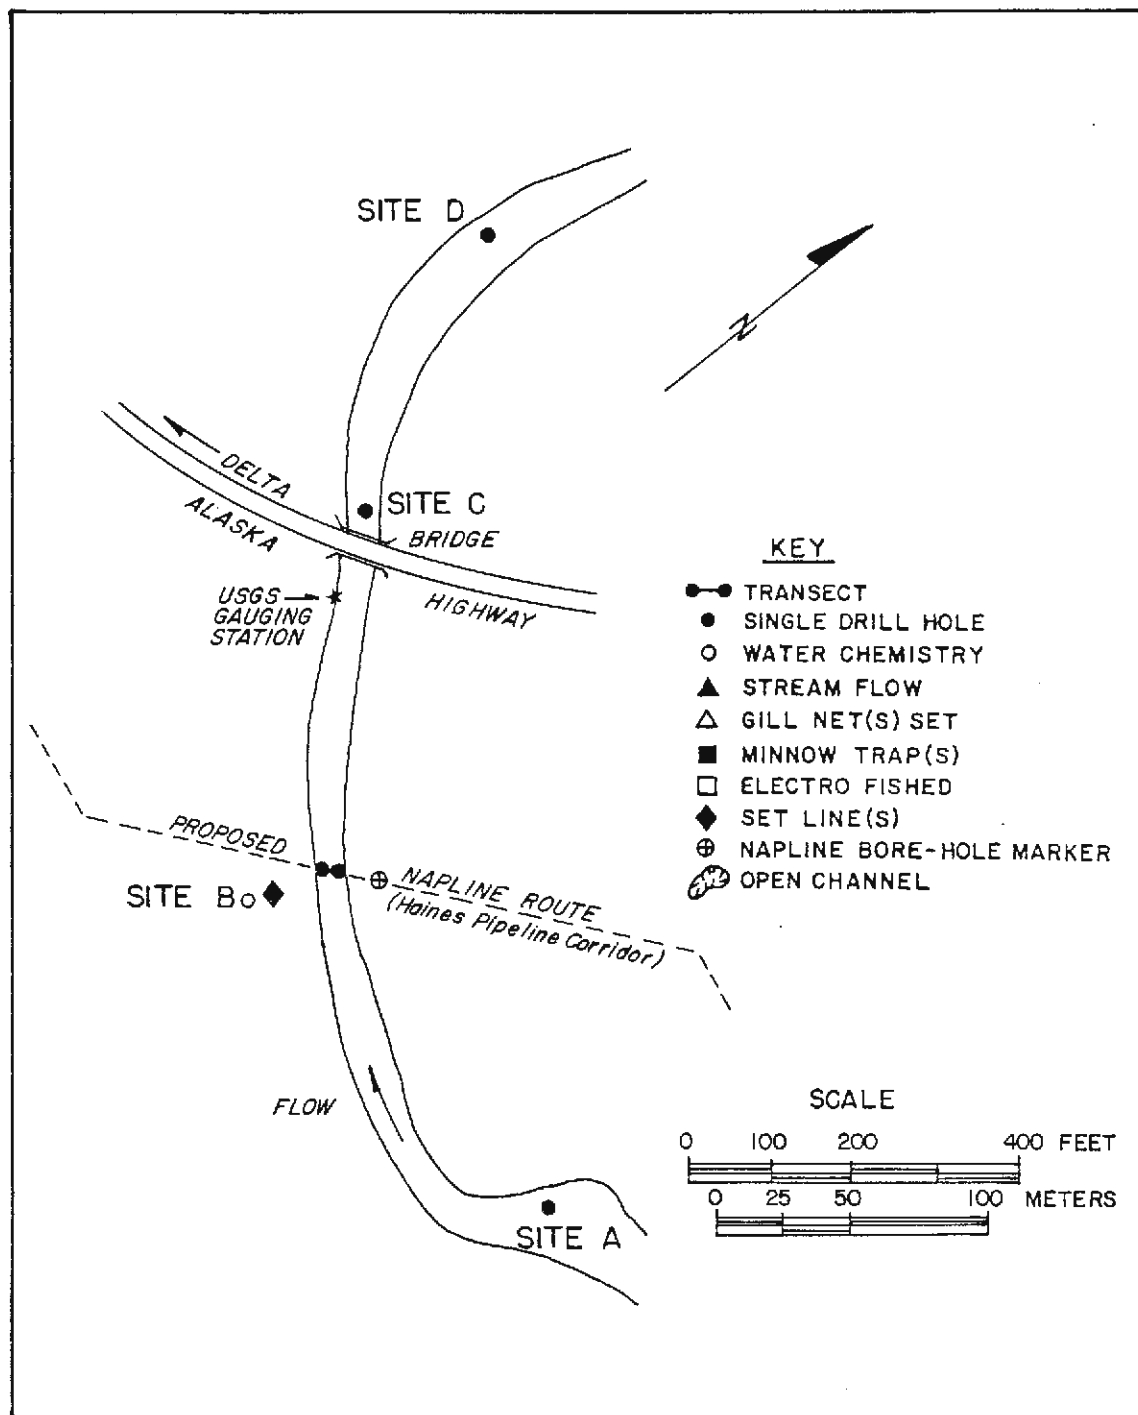 SITE D
N
DELTA
ALASKA
SITE C
BRIDGE
HIGHWAY
USGS
GAUGING
STATION
KEY
TRANSECT
SINGLE DRILL HOLE
WATER CHEMISTRY
STREAM FLOW
GILL NET(S) SET
MINNOW TRAP(S)
ELECTRO FISHED
SET LINE(S)
NAPLINE BORE-HOLE MARKER
OPEN CHANNEL
PROPOSED
NAPLINE ROUTE
(Haines Pipeline Corridor)
SITE B
FLOW
SITE A
SCALE
0 100 200 400 FEET
0 25 50 100 METERS